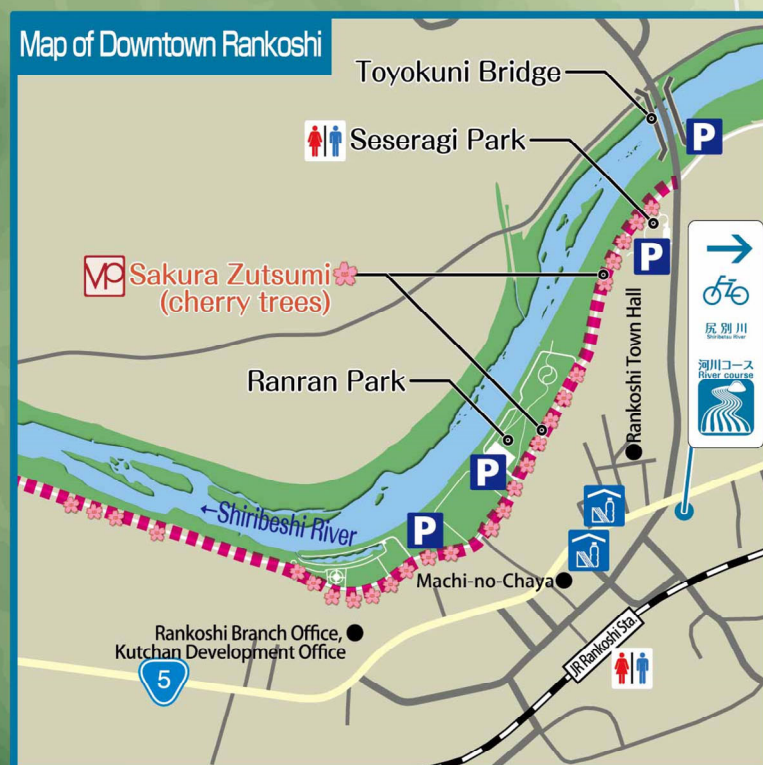 Map of Downtown Rankoshi
Toyokuni Bridge
Seseragi Park
P
P
VP Sakura Zutsumi
(cherry trees)
尻別川
Shiribetsu River
河川コース
River course
Rankoshi Town Hall
Ranran Park
P
P
←Shiribeshi River
Machi-no-Chaya
Rankoshi Branch Office,
Kutchan Development Office
5
JR Rankoshi Sta.